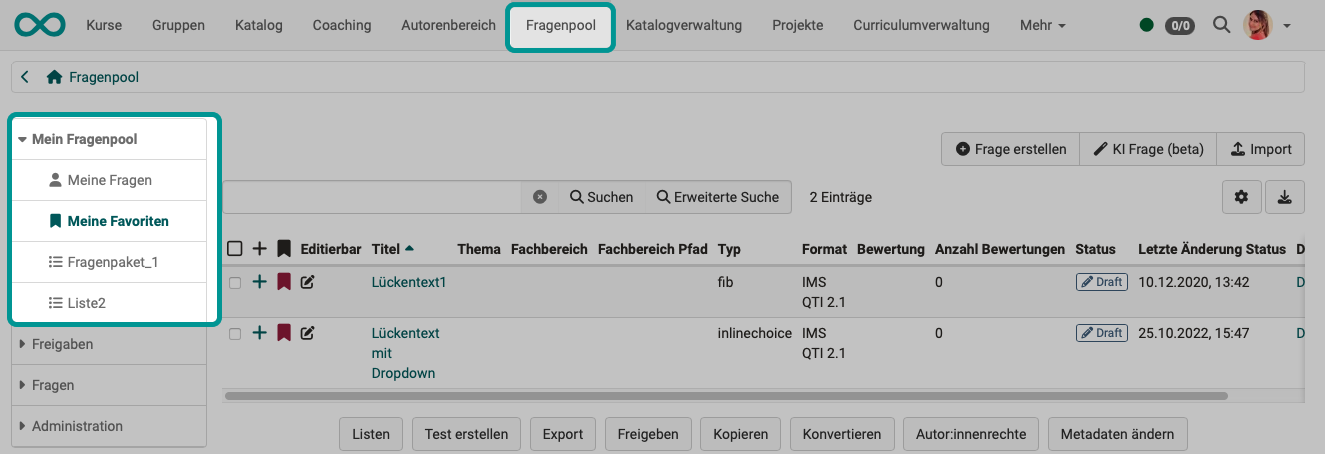 Kurse Gruppen Katalog Coaching Autorenbereich Fragenpool Katalogverwaltung Projekte Curriculumverwaltung Mehr 0/0
Fragenpool
Mein Fragenpool
Meine Fragen
Meine Favoriten
Fragenpaket_1
Liste2
Freigaben
Fragen
Administration
Frage erstellen KI Frage (beta) Import
Suchen Erweiterte Suche 2 Einträge
Editierbar Titel Thema Fachbereich Fachbereich Pfad Typ Format Bewertung Anzahl Bewertungen Status Letzte Änderung Status D
Lückentext1 fib IMS 0 Draft 10.12.2020, 13:42 D
QTI 2.1
Lückentext inlinechoice IMS 0 Draft 25.10.2022, 15:47 D
mit QTI 2.1
Dropdown
Listen Test erstellen Export Freigeben Kopieren Konvertieren Autor:innenrechte Metadaten ändern